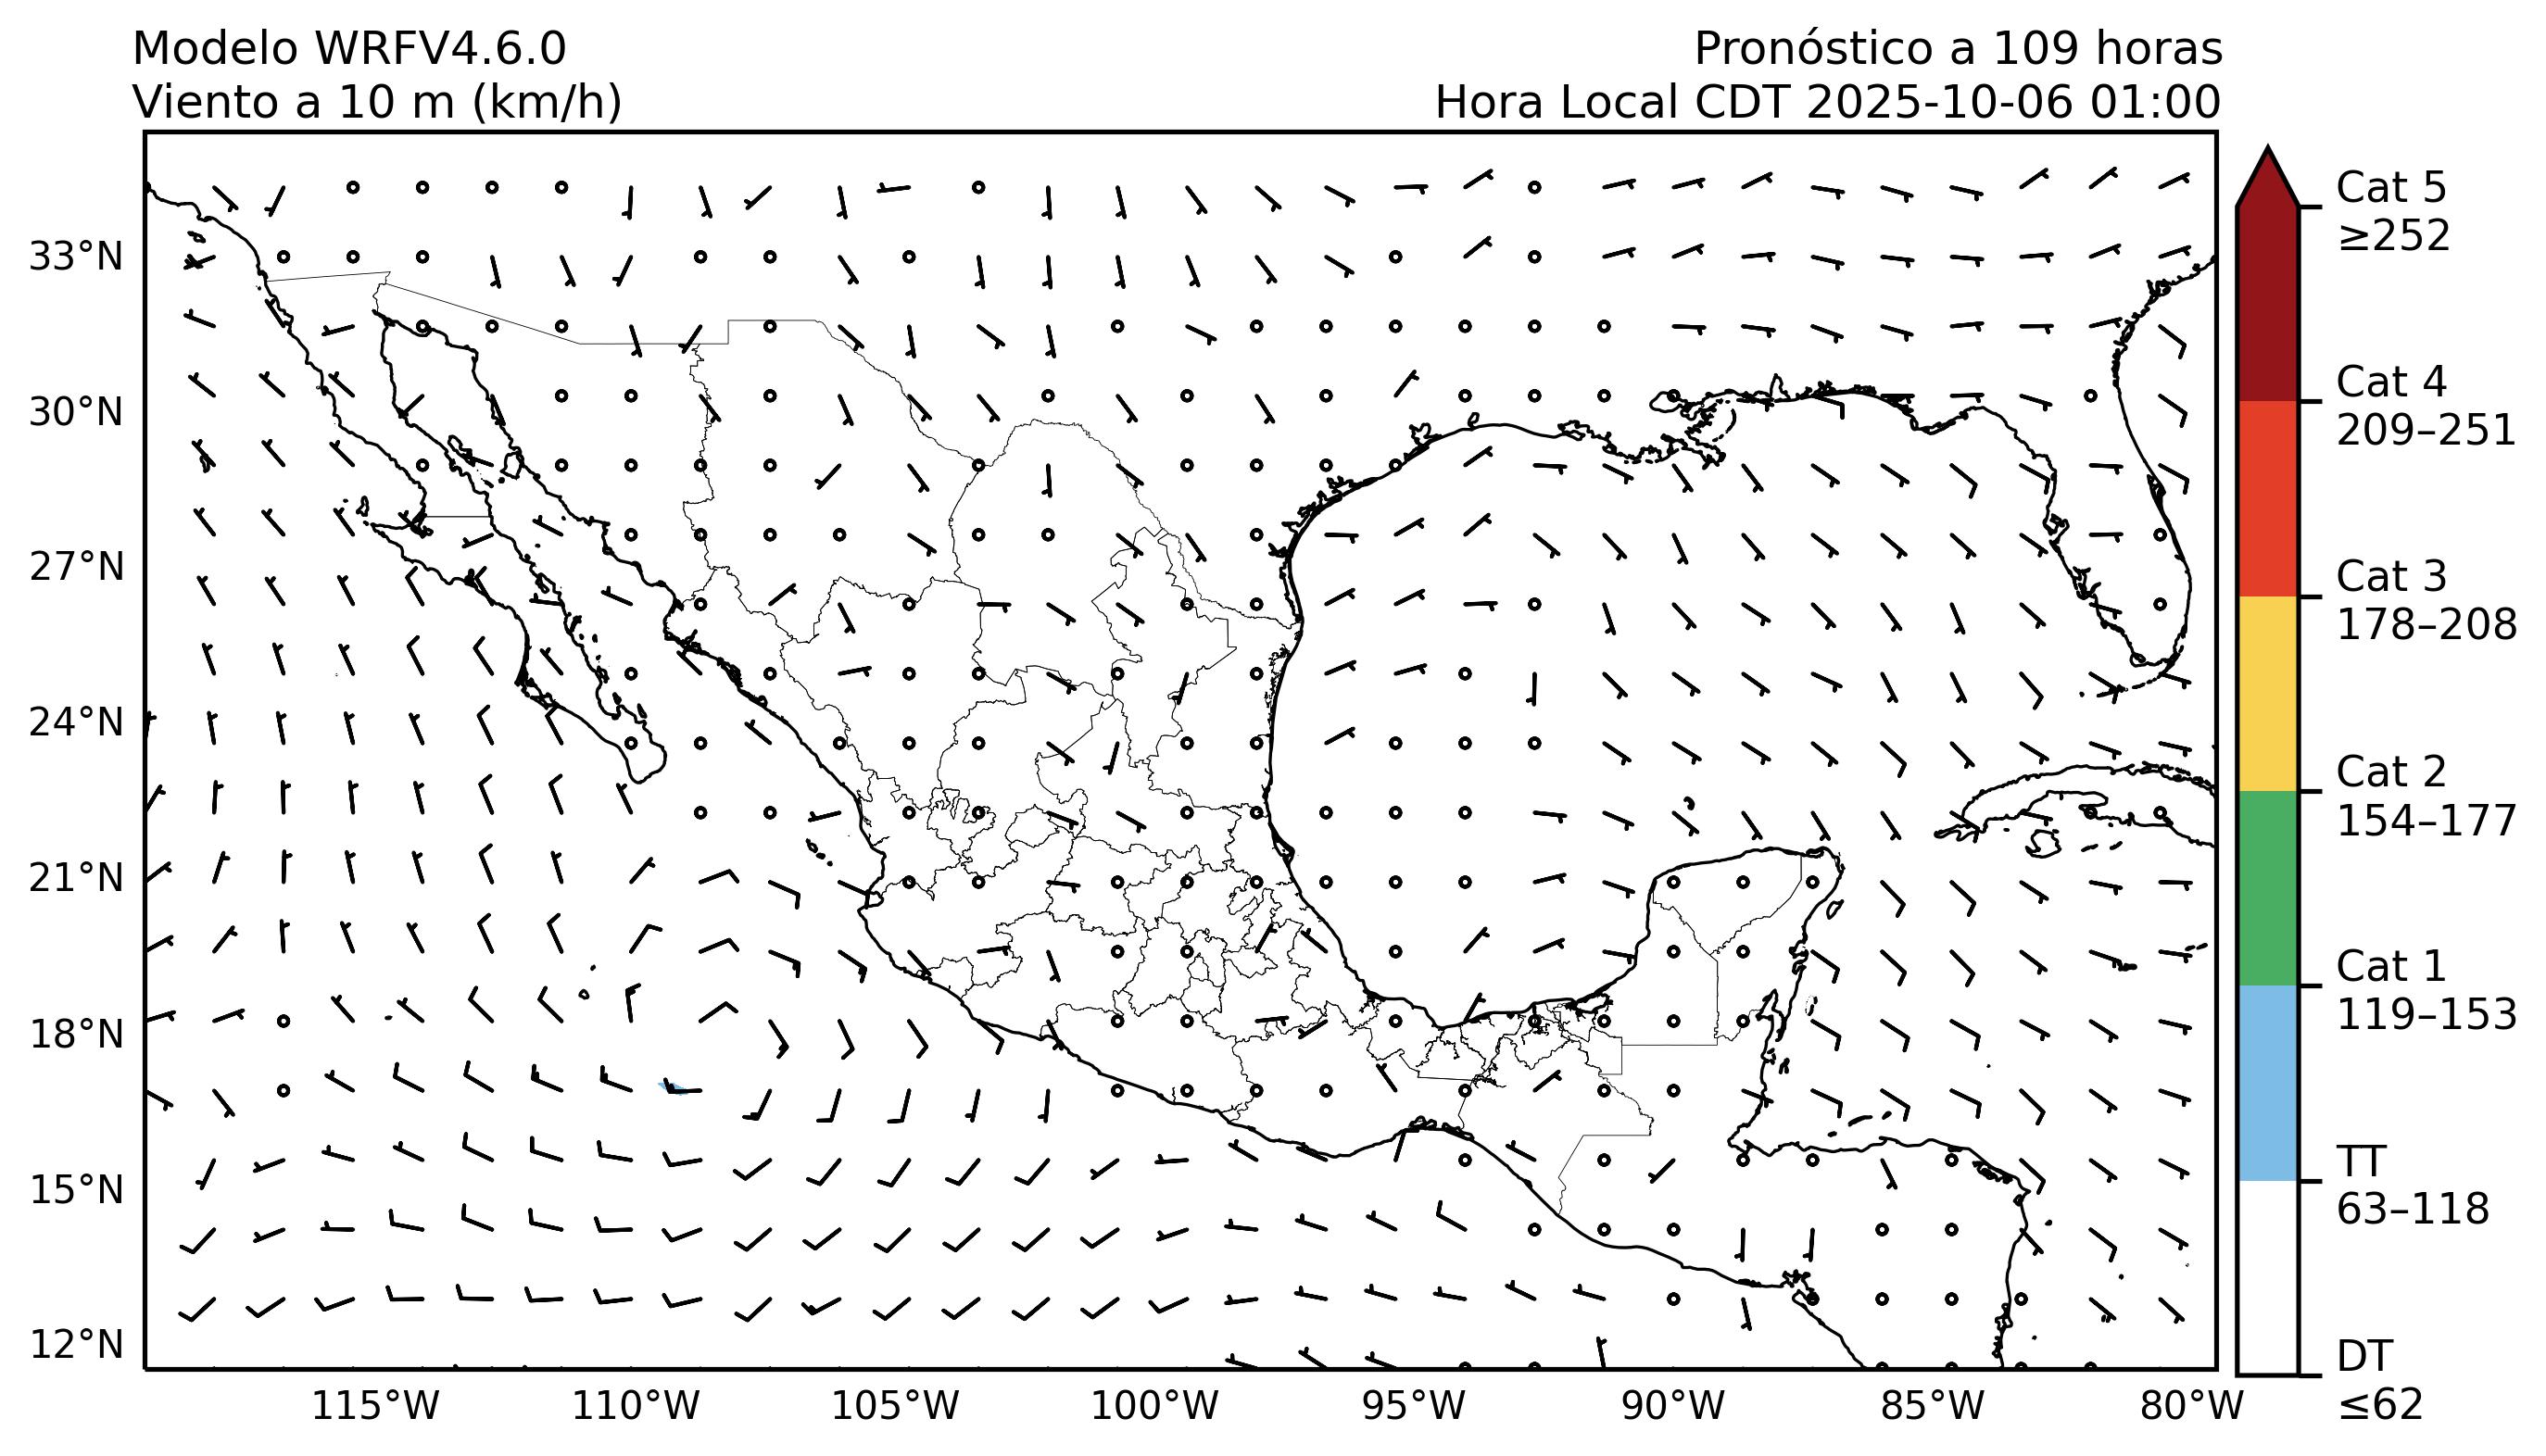 Modelo WRFV4.6.0
Viento a 10 m (km/h)
Pronóstico a 109 horas
Hora Local CDT 2025-10-06 01:00
33°N
30°N
27°N
24°N
21°N
18°N
15°N
12°N
115°W
110°W
105°W
100°W
95°W
90°W
85°W
80°W
Cat 5
≥252
Cat 4
209–251
Cat 3
178–208
Cat 2
154–177
Cat 1
119–153
TT
63–118
DT
≤62